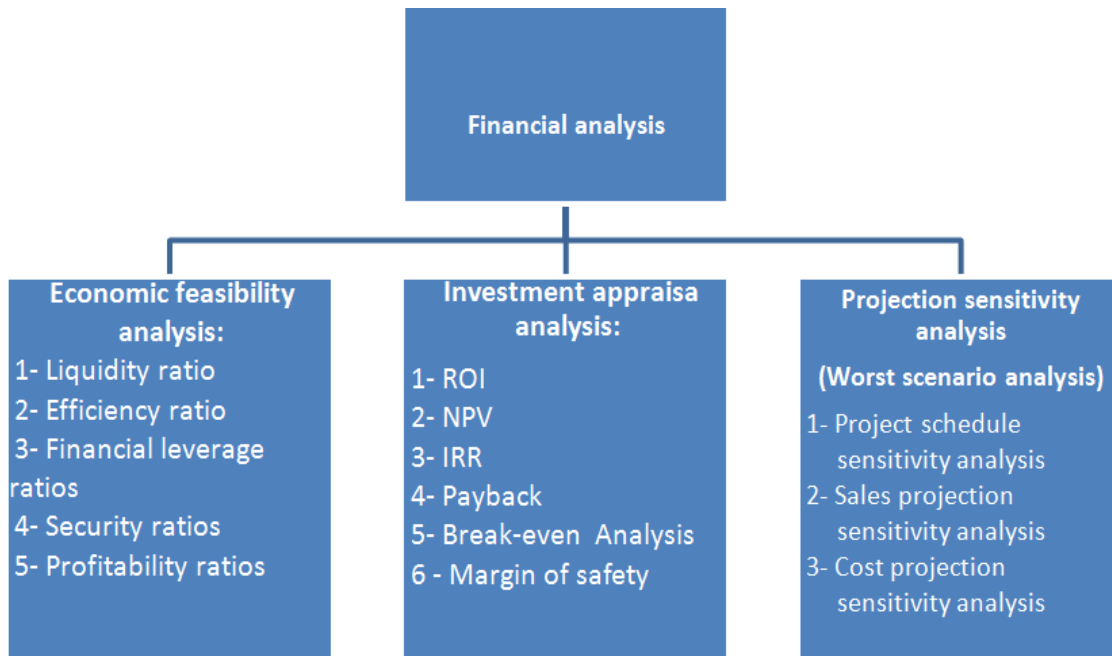 Financial analysis
Economic feasibility
analysis:
1- Liquidity ratio
2- Efficiency ratio
3- Financial leverage
ratios
4- Security ratios
5- Profitability ratios
Investment appraisa
analysis:
1- ROI
2- NPV
3- IRR
4- Payback
5- Break-even Analysis
6 - Margin of safety
Projection sensitivity
analysis
(Worst scenario analysis)
1- Project schedule
sensitivity analysis
2- Sales projection
sensitivity analysis
3- Cost projection
sensitivity analysis